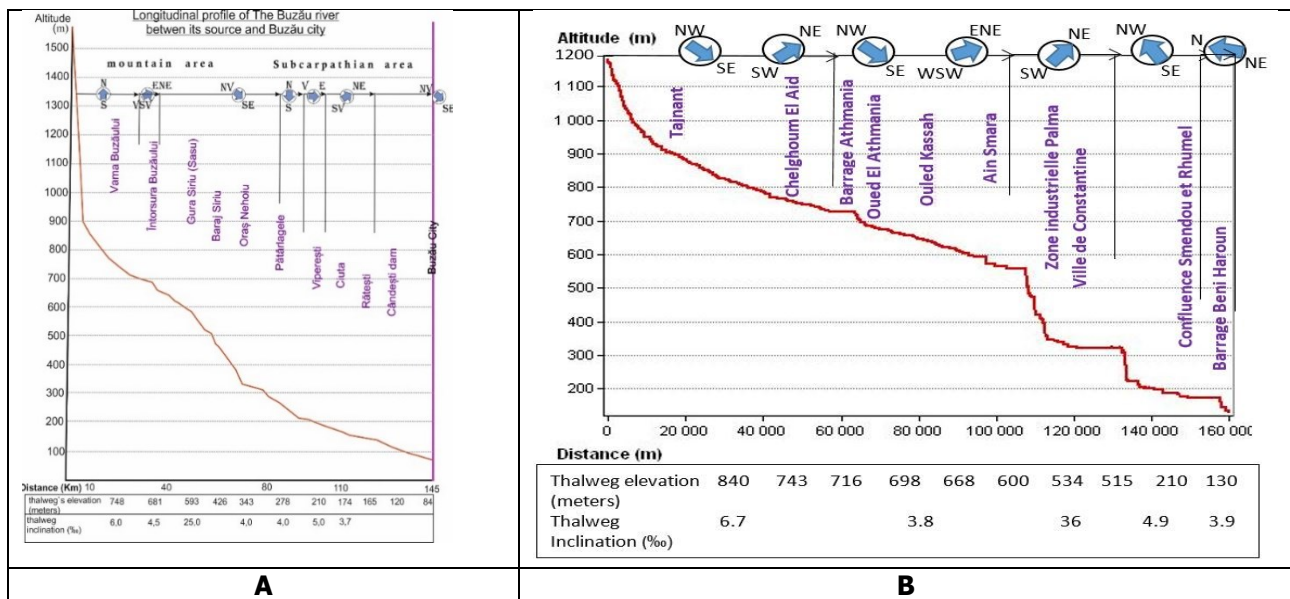 Altitude
(m)
Longitudinal profile of The Buzău river
betwen its source and Buzău city
1500
1400
1300
1200
1100
1000
900
800
700
600
500
400
300
200
100
mountain area
Subcarpathian area
N
S
VSV
ENE
NV
SE
N
S
V
E
NE
SV
NV
SE
Vama Buzăului
Întorsura Buzăului
Gura Siriu (Sasu)
Baraj Siriu
Oraș Nehoiu
Pătârlagele
Viperești
Ciuta
Rătești
Cândești dam
Buzău City
Distance (Km) 10 40 80 110 145
thalweg`s elevation 748 681 593 426 343 278 210 174 165 120 84
(meters)
thalweg 6,0 4,5 25,0 4,0 4,0 5,0 3,7
inclination (‰)
A
Altitude (m)
NW
SE
NE
SW
NW
SE
ENE
WSW
NE
SW
NW
SE
N
NE
1200
1 100
1 000
900
800
700
600
500
400
300
200
Tajnant
Chelghoum El Aid
Barrage Athmania
Oued El Athmania
Ouled Kassah
Ain Smara
Zone industrielle Palma
Ville de Constantine
Confluence Smendou et Rhumel
Barrage Beni Haroun
0 20 000 40 000 60 000 80 000 100 000 120 000 140 000 160 000
Distance (m)
Thalweg elevation 840 743 716 698 668 600 534 515 210 130
(meters)
Thalweg 6.7 3.8 36 4.9 3.9
Inclination (‰)
B